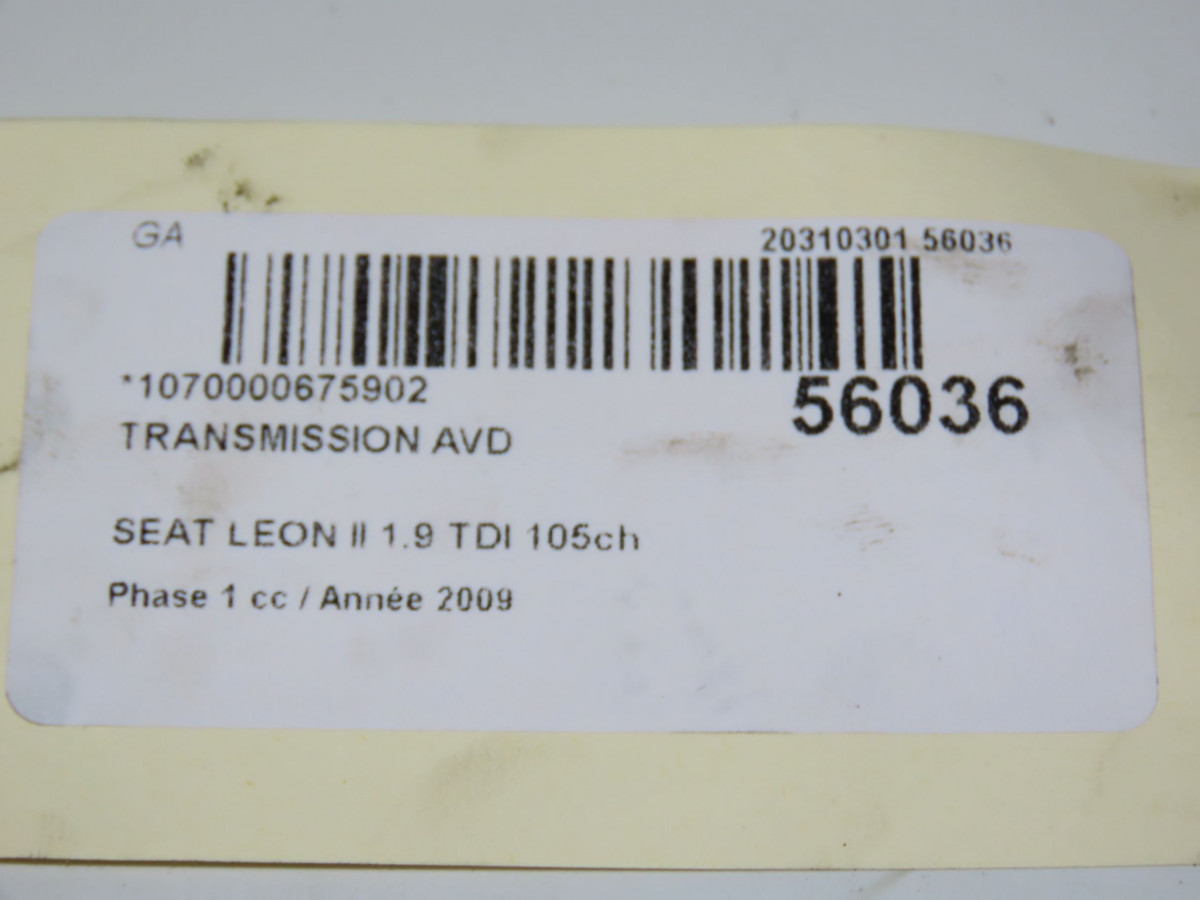 GA 20310301 56036
*1070000675902 56036
TRANSMISSION AVD
SEAT LEON II 1.9 TDI 105ch
Phase 1 cc / Année 2009